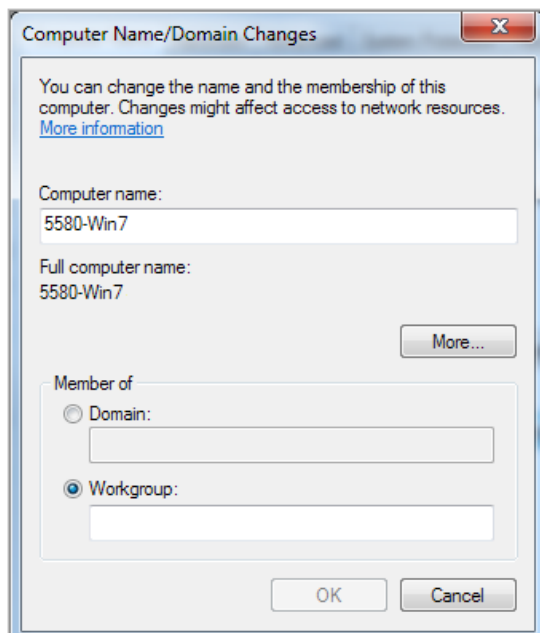 Computer Name/Domain Changes
You can change the name and the membership of this
computer. Changes might affect access to network resources.
More information
Computer name:
5580-Win7
Full computer name:
5580-Win7
More...
Member of
Domain:
Workgroup:
OK
Cancel